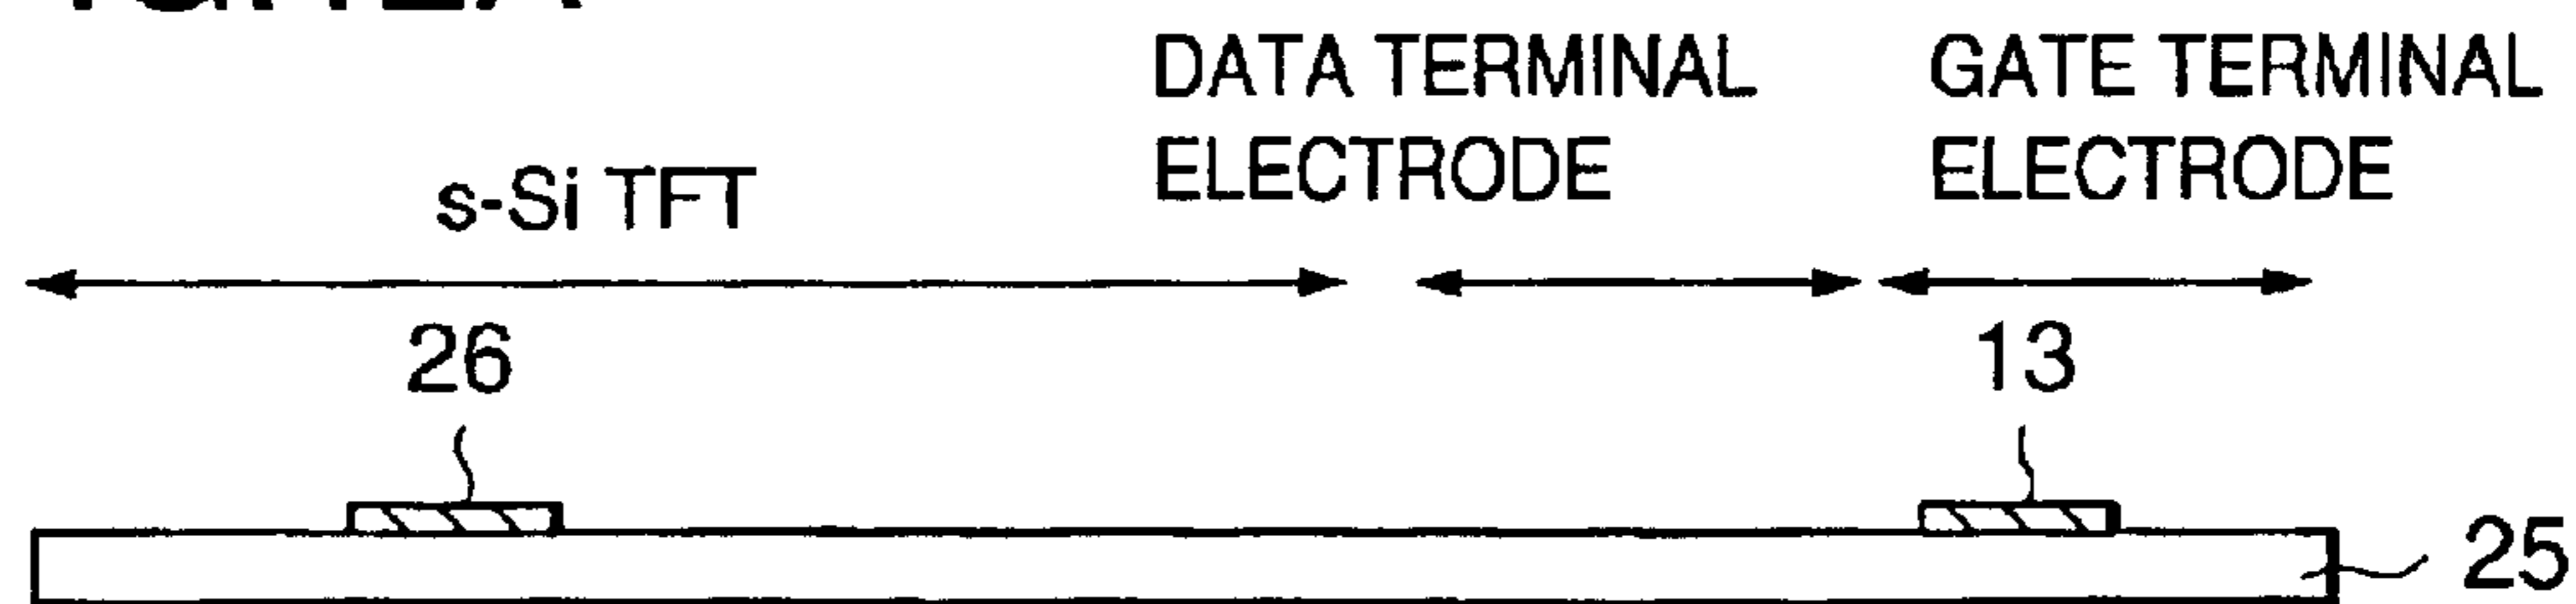 DATA TERMINAL
ELECTRODE
GATE TERMINAL
ELECTRODE
s-Si TFT
26
13
25